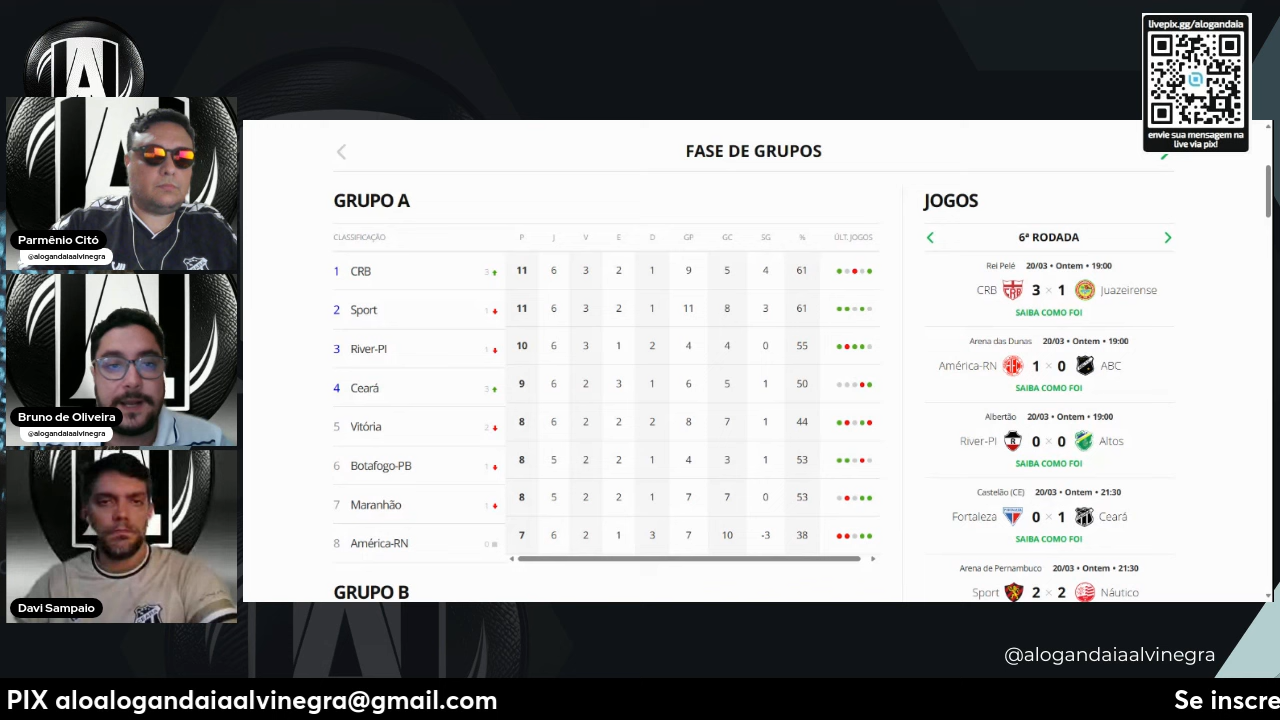 livepix.gg/alogandaia
envie sua mensagem na
live via pix!
Parmênio Citó
@alogandaiaalvinegra
Bruno de Oliveira
@alogandaiaalvinegra
Davi Sampaio
FASE DE GRUPOS
GRUPO A
CLASSIFICAÇÃO P J V E D GP GC SG % ÚLT. JOGOS
1 CRB 3 11 6 3 2 1 9 5 4 61
2 Sport 1 11 6 3 2 1 11 8 3 61
3 River-PI 1 10 6 3 1 2 4 4 0 55
4 Ceará 3 9 6 2 3 1 6 5 1 50
5 Vitória 2 8 6 2 2 2 8 7 1 44
6 Botafogo-PB 1 8 5 2 2 1 4 3 1 53
7 Maranhão 1 8 5 2 2 1 7 7 0 53
8 América-RN 0 7 6 2 1 3 7 10 -3 38
GRUPO B
JOGOS
6ª RODADA
Rei Pelé 20/03 • Ontem • 19:00
CRB 3 × 1 Juazeirense
SAIBA COMO FOI
Arena das Dunas 20/03 • Ontem • 19:00
América-RN 1 × 0 ABC
SAIBA COMO FOI
Albertão 20/03 • Ontem • 19:00
River-PI 0 × 0 Altos
SAIBA COMO FOI
Castelão (CE) 20/03 • Ontem • 21:30
Fortaleza 0 × 1 Ceará
SAIBA COMO FOI
Arena de Pernambuco 20/03 • Ontem • 21:30
Sport 2 × 2 Náutico
@alogandaiaalvinegra
PIX aloalogandaiaalvinegra@gmail.com
Se inscre